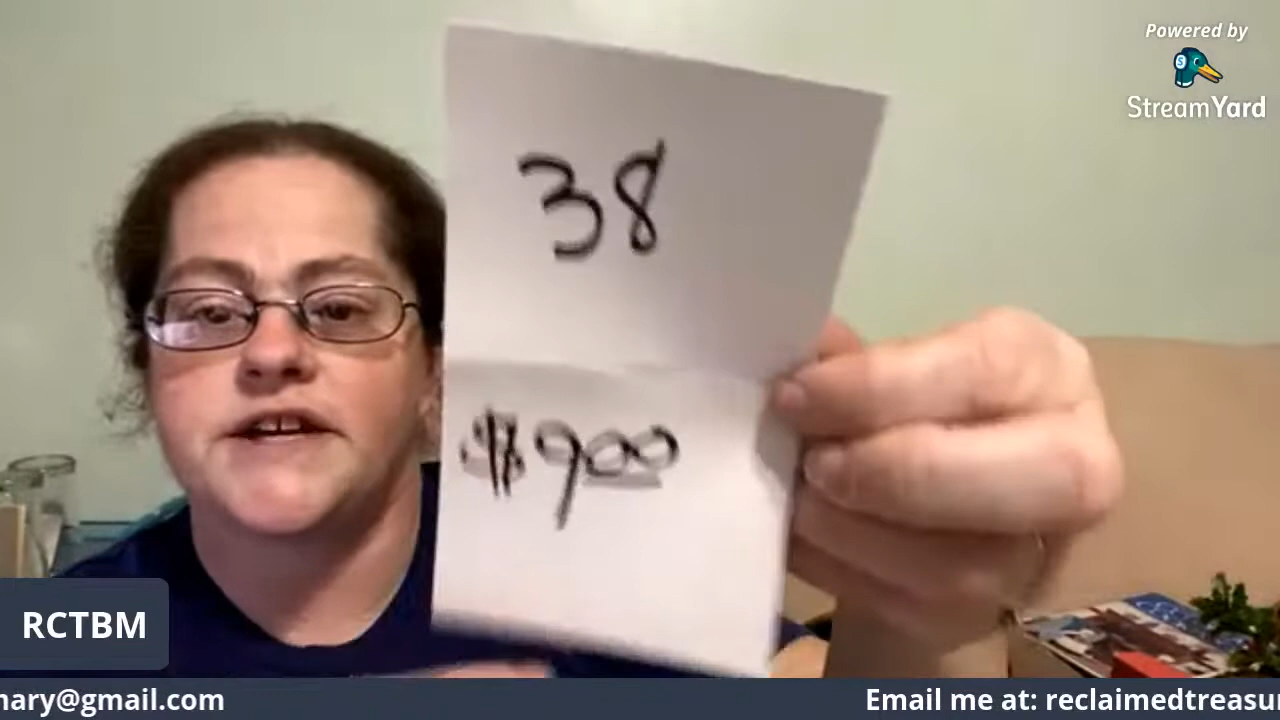 Powered by
StreamYard
38
$900
RCTBM
mary@gmail.com
Email me at: reclaimedtreasu